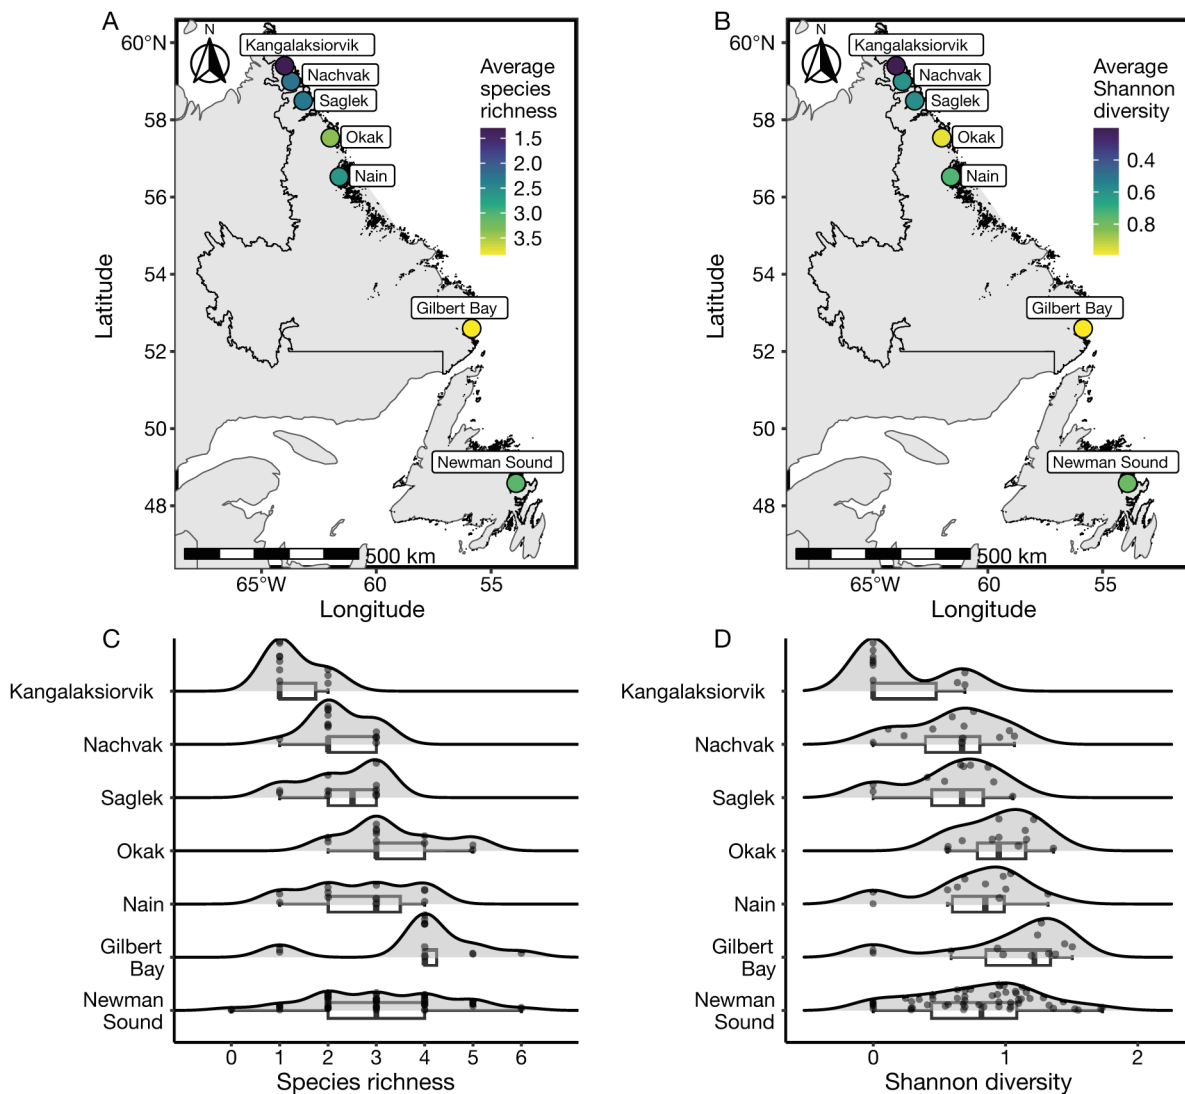 A
60°N
58
56
54
52
50
48
Latitude
N
Kangalaksiorvik
Nachvak
Saglek
Okak
Nain
Gilbert Bay
Newman Sound
Average
species
richness
1.5
2.0
2.5
3.0
3.5
500 km
65°W
60
55
Longitude
B
60°N
58
56
54
52
50
48
Latitude
N
Kangalaksiorvik
Nachvak
Saglek
Okak
Nain
Gilbert Bay
Newman Sound
Average
Shannon
diversity
0.4
0.6
0.8
500 km
65°W
60
55
Longitude
C
Kangalaksiorvik
Nachvak
Saglek
Okak
Nain
Gilbert
Bay
Newman
Sound
0
1
2
3
4
5
6
Species richness
D
Kangalaksiorvik
Nachvak
Saglek
Okak
Nain
Gilbert
Bay
Newman
Sound
0
1
2
Shannon diversity